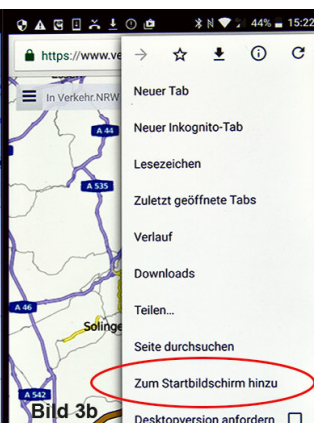 44% 15:22
https://www.ve
In Verkehr.NRW
Neuer Tab
Neuer Inkognito-Tab
Lesezeichen
Zuletzt geöffnete Tabs
Verlauf
Downloads
Teilen...
Seite durchsuchen
Zum Startbildschirm hinzu
Desktopversion anfordern
A 44
A 535
A 46
Solinge
A 542
Bild 3b